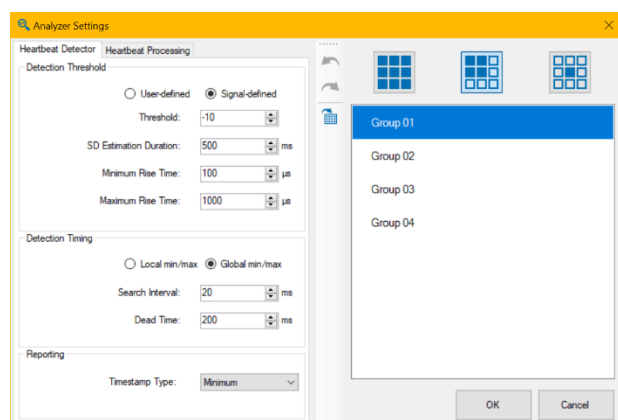 Analyzer Settings
Heartbeat Detector Heartbeat Processing
Detection Threshold
User-defined Signal-defined
Threshold: -10
SD Estimation Duration: 500 ms
Minimum Rise Time: 100 µs
Maximum Rise Time: 1000 µs
Detection Timing
Local min/max Global min/max
Search Interval: 20 ms
Dead Time: 200 ms
Reporting
Timestamp Type: Minimum
Group 01
Group 02
Group 03
Group 04
OK Cancel